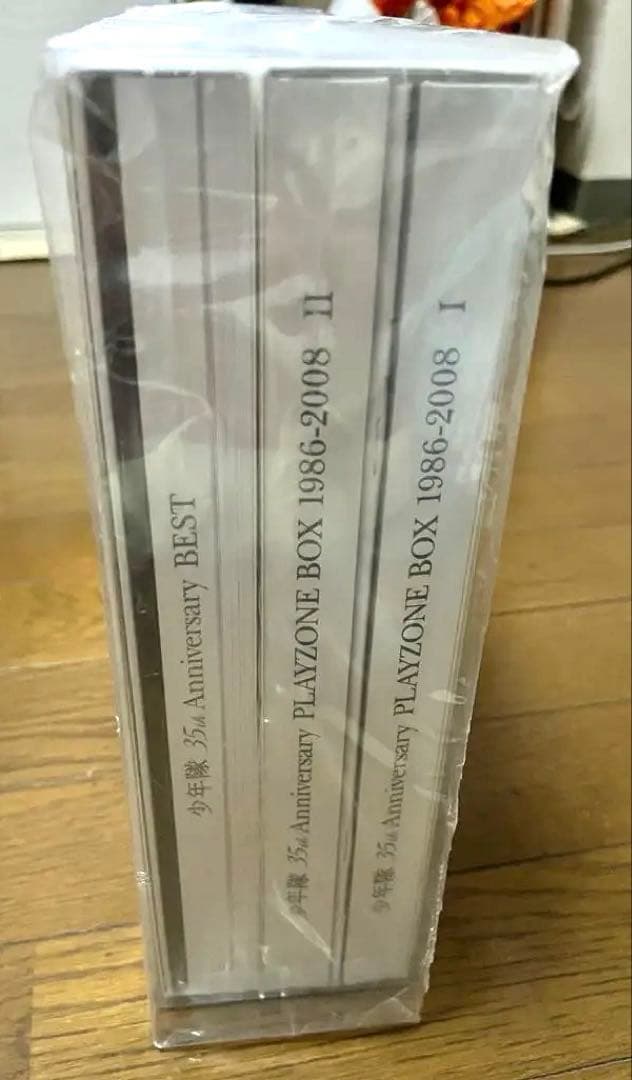 少年隊 35th Anniversary BEST
少年隊 35th Anniversary PLAYZONE BOX 1986-2008 II
少年隊 35th Anniversary PLAYZONE BOX 1986-2008 I